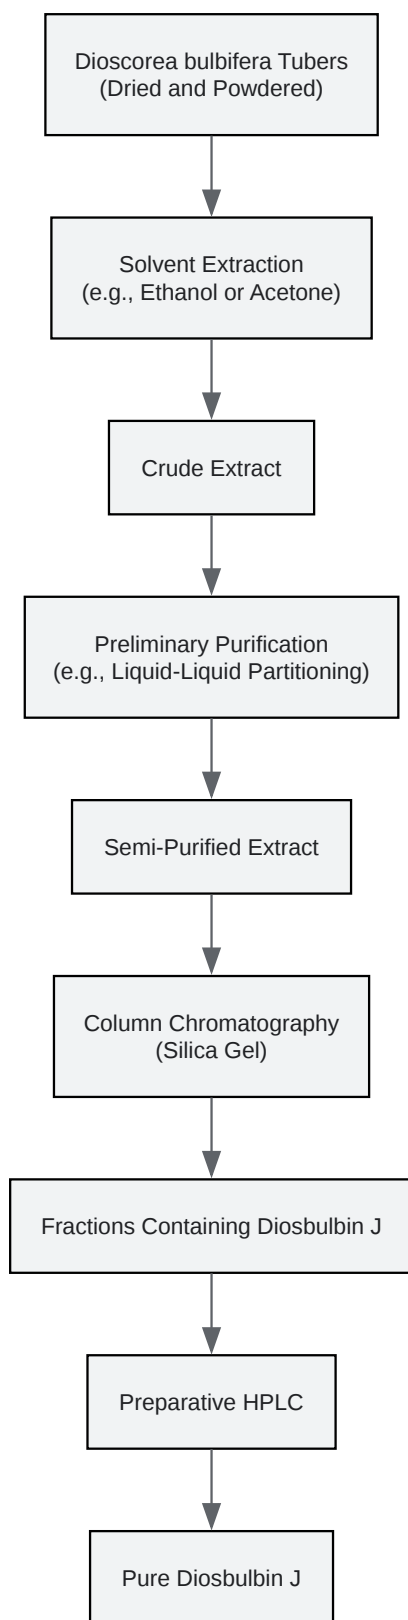 Dioscorea bulbifera Tubers
(Dried and Powdered)
Solvent Extraction
(e.g., Ethanol or Acetone)
Crude Extract
Preliminary Purification
(e.g., Liquid-Liquid Partitioning)
Semi-Purified Extract
Column Chromatography
(Silica Gel)
Fractions Containing Diosbulbin J
Preparative HPLC
Pure Diosbulbin J